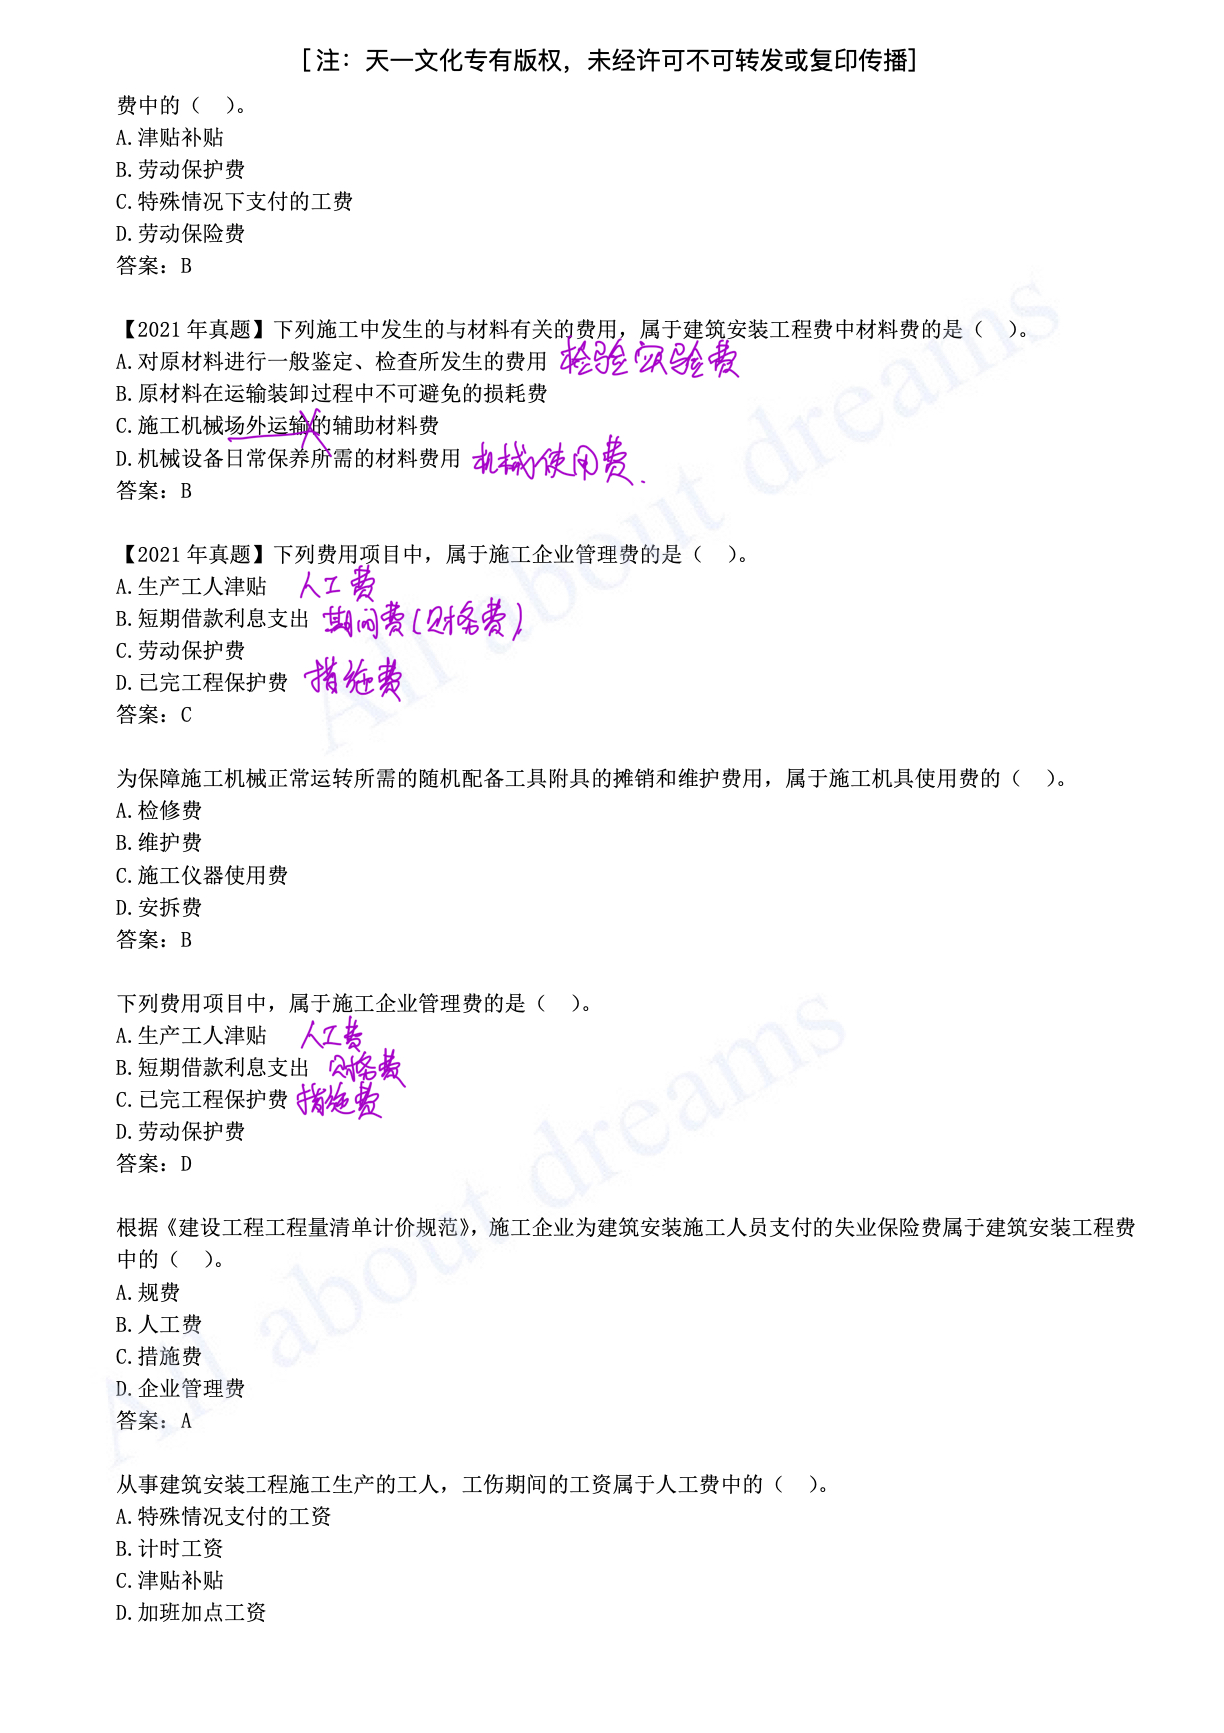 [注：天一文化专有版权，未经许可不可转发或复印传播]
费中的（ ）。
A.津贴补贴
B.劳动保护费
C.特殊情况下支付的工费
D.劳动保险费
答案：B
【2021 年真题】下列施工中发生的与材料有关的费用，属于建筑安装工程费中材料费的是（ ）。
A.对原材料进行一般鉴定、检查所发生的费用 检验实验费
B.原材料在运输装卸过程中不可避免的损耗费
C.施工机械场外运输的辅助材料费
D.机械设备日常保养所需的材料费用 机械使用费.
答案：B
【2021 年真题】下列费用项目中，属于施工企业管理费的是（ ）。
A.生产工人津贴 人工费
B.短期借款利息支出 期间费(财务费)
C.劳动保护费
D.已完工程保护费 措施费
答案：C
为保障施工机械正常运转所需的随机配备工具附具的摊销和维护费用，属于施工机具使用费的（ ）。
A.检修费
B.维护费
C.施工仪器使用费
D.安拆费
答案：B
下列费用项目中，属于施工企业管理费的是（ ）。
A.生产工人津贴 人工费
B.短期借款利息支出 财务费
C.已完工程保护费 措施费
D.劳动保护费
答案：D
根据《建设工程工程量清单计价规范》，施工企业为建筑安装施工人员支付的失业保险费属于建筑安装工程费
中的（ ）。
A.规费
B.人工费
C.措施费
D.企业管理费
答案：A
从事建筑安装工程施工生产的工人，工伤期间的工资属于人工费中的（ ）。
A.特殊情况支付的工资
B.计时工资
C.津贴补贴
D.加班加点工资
All about dreams
All about dreams